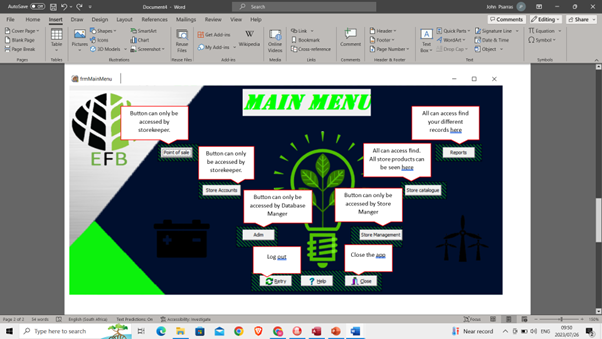 AutoSave Off
Document4 - Word
Search
John Psarras
File Home Insert Draw Design Layout References Mailings Review View Help
Comments Editing Share
Cover Page
Blank Page
Page Break
Pages
Table
Tables
Pictures
Shapes
Icons
3D Models
SmartArt
Chart
Screenshot
Illustrations
Reuse Files
Reuse Files
Get Add-ins
My Add-ins
Wikipedia
Add-ins
Online Videos
Media
Link
Bookmark
Cross-reference
Links
Comment
Comments
Header
Footer
Page Number
Header & Footer
Text Box
Quick Parts
WordArt
Drop Cap
Signature Line
Date & Time
Object
Text
Equation
Symbol
Symbols
frmMainMenu
MAIN MENU
EFB
Button can only be
accessed by
storekeeper.
Point of sale
Button can only
be accessed by
storekeeper.
Store Accounts
Button can only be
accessed by Database
Manger
Adim
All can access find
your different
records here
Reports
All can access find.
All store products can
be seen here
Store catalogue
Button can only be
accessed by Store
Manger
Store Management
Log out
Retry
Help
Close the app
Close
Page 2 of 2 34 words English (South Africa) Text Predictions: On Accessibility: Investigate
Focus
Type here to search
Near record
ENG
09:50
2023/07/26